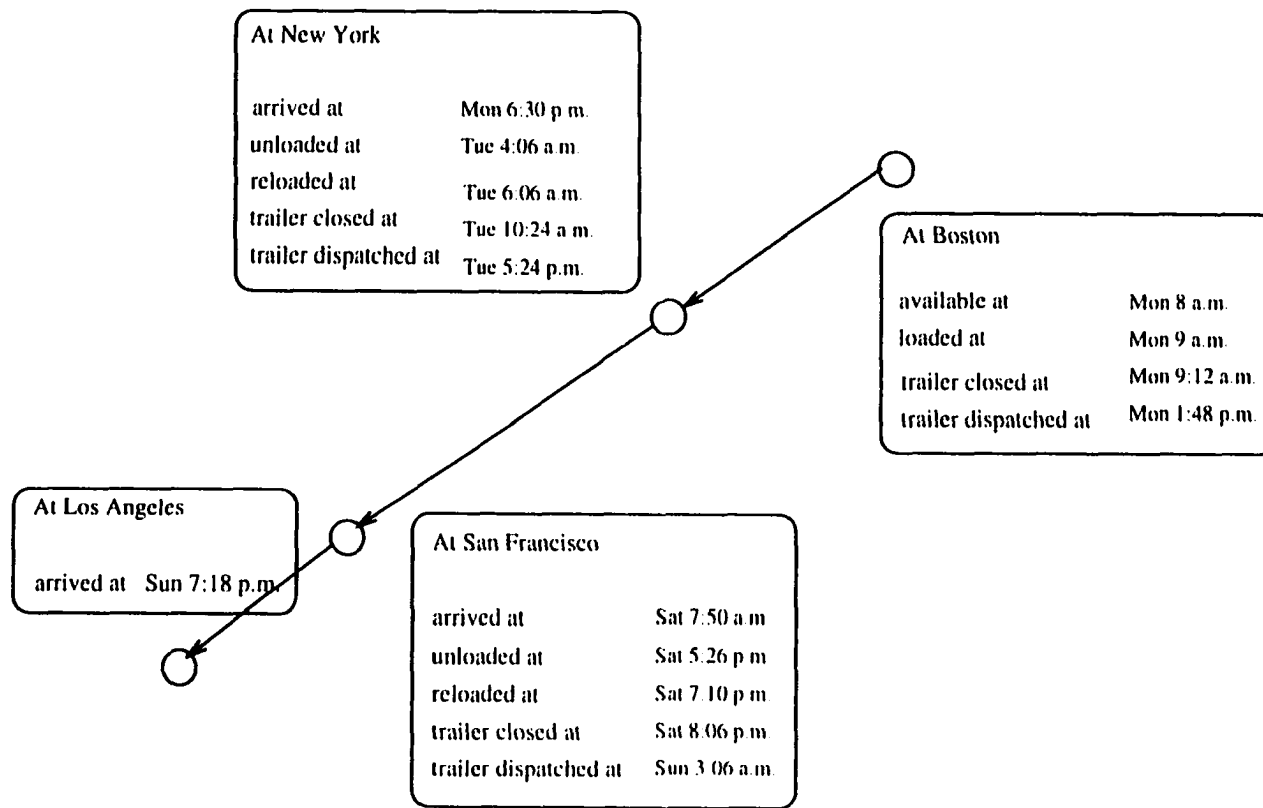 At New York
arrived at Mon 6:30 p.m.
unloaded at Tue 4:06 a.m.
reloaded at Tue 6:06 a.m.
trailer closed at Tue 10:24 a.m.
trailer dispatched at Tue 5:24 p.m.
At Boston
available at Mon 8 a.m.
loaded at Mon 9 a.m.
trailer closed at Mon 9:12 a.m.
trailer dispatched at Mon 1:48 p.m.
At Los Angeles
arrived at Sun 7:18 p.m.
At San Francisco
arrived at Sat 7:50 a.m
unloaded at Sat 5:26 p.m
reloaded at Sat 7:10 p.m.
trailer closed at Sat 8:06 p.m.
trailer dispatched at Sun 3:06 a.m.